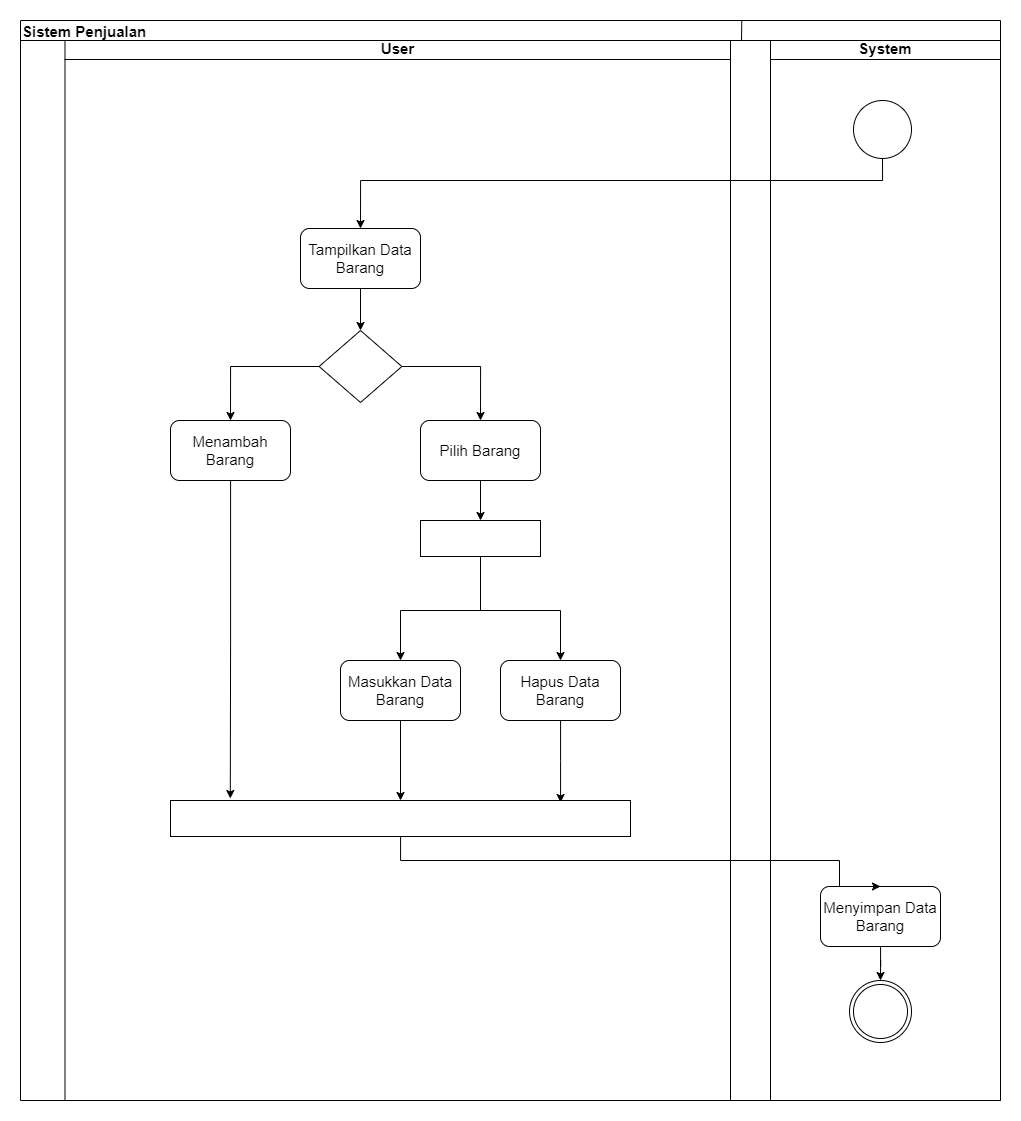 Sistem Penjualan
User
System
Tampilkan Data
Barang
Menambah
Barang
Pilih Barang
Masukkan Data
Barang
Hapus Data
Barang
Menyimpan Data
Barang